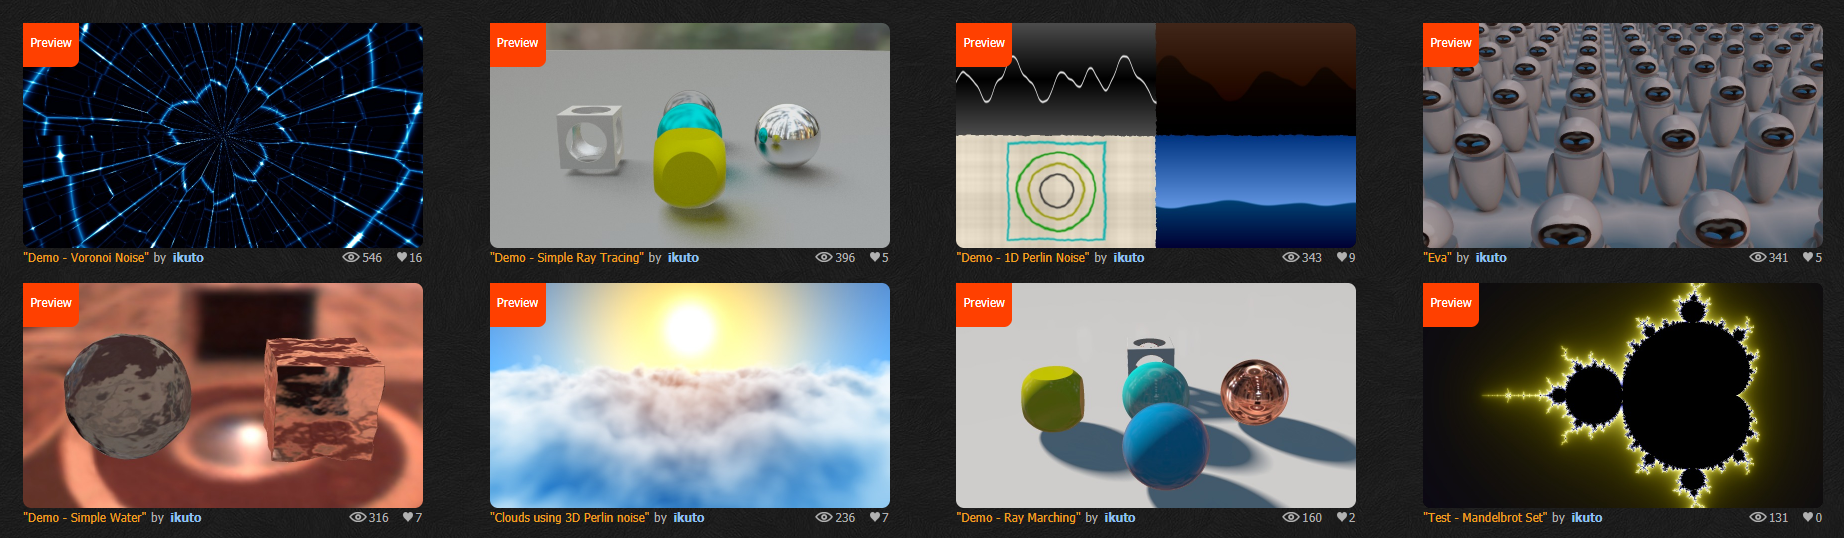 Preview
Preview
Preview
Preview
"Demo - Voronoi Noise" by ikuto 546 16
"Demo - Simple Ray Tracing" by ikuto 396 5
"Demo - 1D Perlin Noise" by ikuto 343 9
"Eva" by ikuto 341 5
Preview
Preview
Preview
Preview
"Demo - Simple Water" by ikuto 316 7
"Clouds using 3D Perlin noise" by ikuto 236 7
"Demo - Ray Marching" by ikuto 160 2
"Test - Mandelbrot Set" by ikuto 131 0